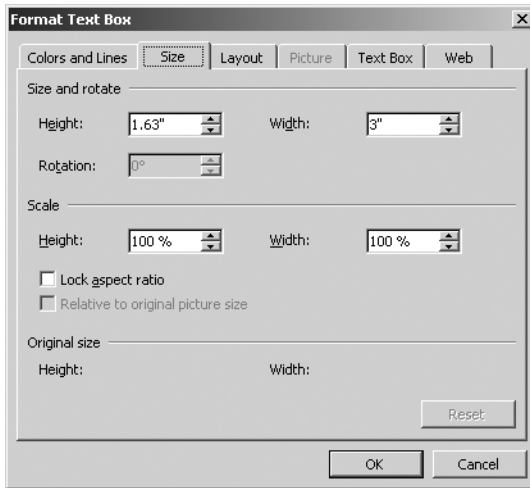 Format Text Box
Colors and Lines Size Layout Picture Text Box Web
Size and rotate
Height: 1.63" Width: 3"
Rotation: 0°
Scale
Height: 100 % Width: 100 %
Lock aspect ratio
Relative to original picture size
Original size
Height: Width:
Reset
OK Cancel